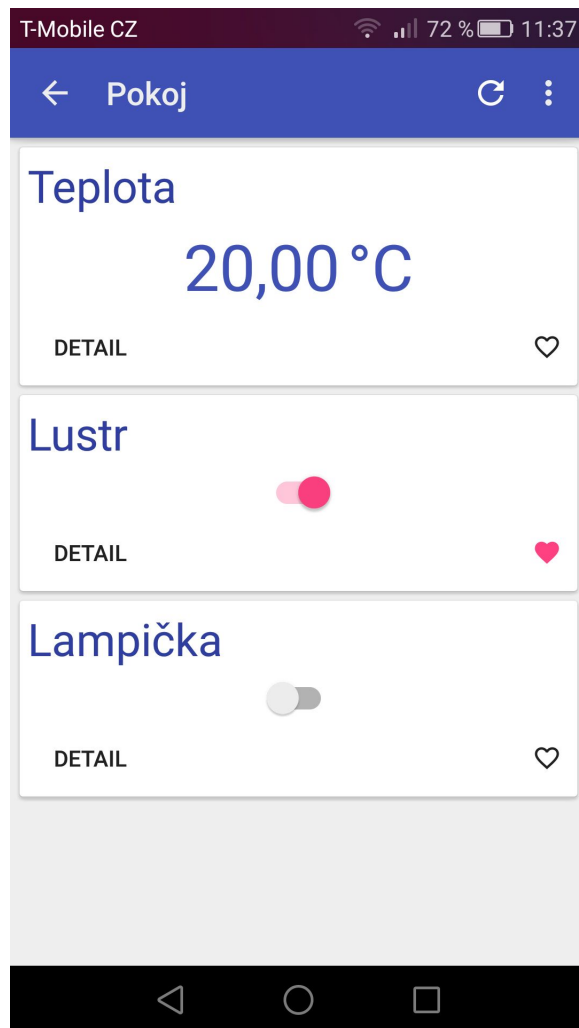 T-Mobile CZ 72 % 11:37
Pokoj
Teplota
20,00 °C
DETAIL
Lustr
DETAIL
Lampička
DETAIL